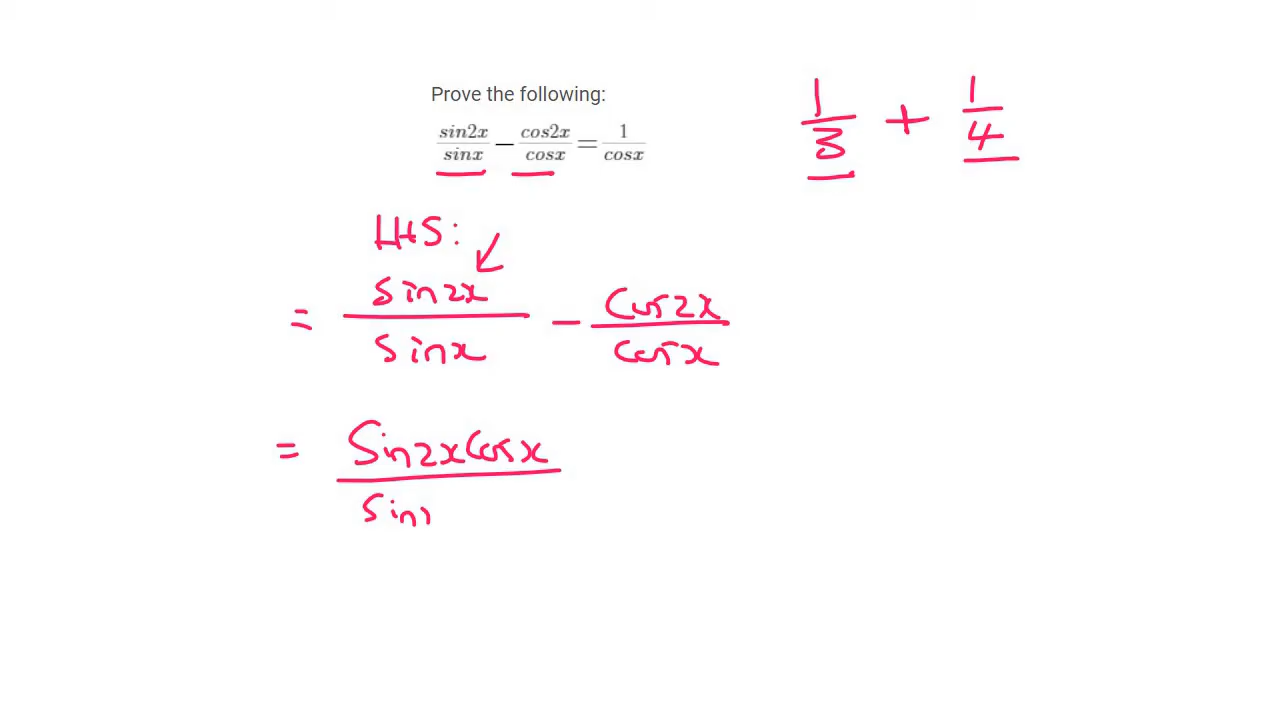 Prove the following:
sin2x/sinx − cos2x/cosx = 1/cosx
1/3 + 1/4
LHS:
= sin2x/sinx − cos2x/cosx
= Sin2xCosx/sin